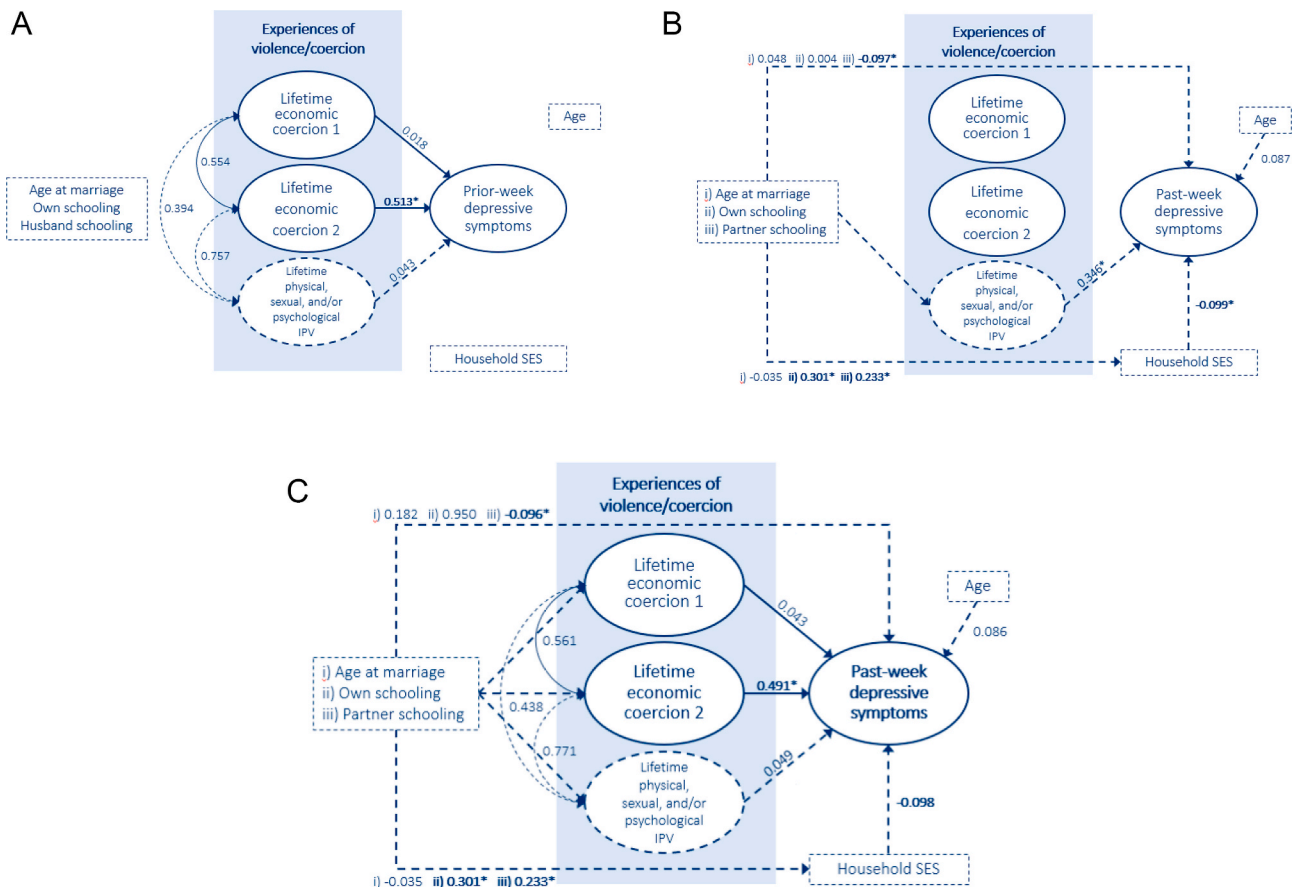 A
Experiences of
violence/coercion
Lifetime
economic
coercion 1
0.018
Age
0.554
Age at marriage
Own schooling
Husband schooling
0.394
Lifetime
economic
coercion 2
0.513*
Prior-week
depressive
symptoms
0.757
0.043
Lifetime
physical,
sexual, and/or
psychological
IPV
Household SES
B
Experiences of
violence/coercion
i) 0.048 ii) 0.004 iii) -0.097*
Lifetime
economic
coercion 1
Age
0.087
i) Age at marriage
ii) Own schooling
iii) Partner schooling
Lifetime
economic
coercion 2
Past-week
depressive
symptoms
0.346*
Lifetime
physical,
sexual, and/or
psychological
IPV
-0.099*
Household SES
i) -0.035 ii) 0.301* iii) 0.233*
C
Experiences of
violence/coercion
i) 0.182 ii) 0.950 iii) -0.096*
Lifetime
economic
coercion 1
0.043
Age
0.086
0.561
i) Age at marriage
ii) Own schooling
iii) Partner schooling
0.438
Lifetime
economic
coercion 2
0.491*
Past-week
depressive
symptoms
0.771
0.049
Lifetime
physical,
sexual, and/or
psychological
IPV
-0.098
Household SES
i) -0.035 ii) 0.301* iii) 0.233*